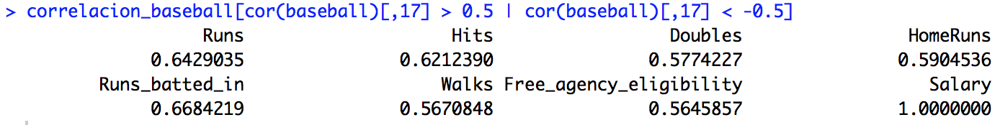 > correlacion_baseball[cor(baseball)[,17] > 0.5 | cor(baseball)[,17] < -0.5]
Runs Hits Doubles HomeRuns
0.6429035 0.6212390 0.5774227 0.5904536
Runs_batted_in Walks Free_agency_eligibility Salary
0.6684219 0.5670848 0.5645857 1.0000000